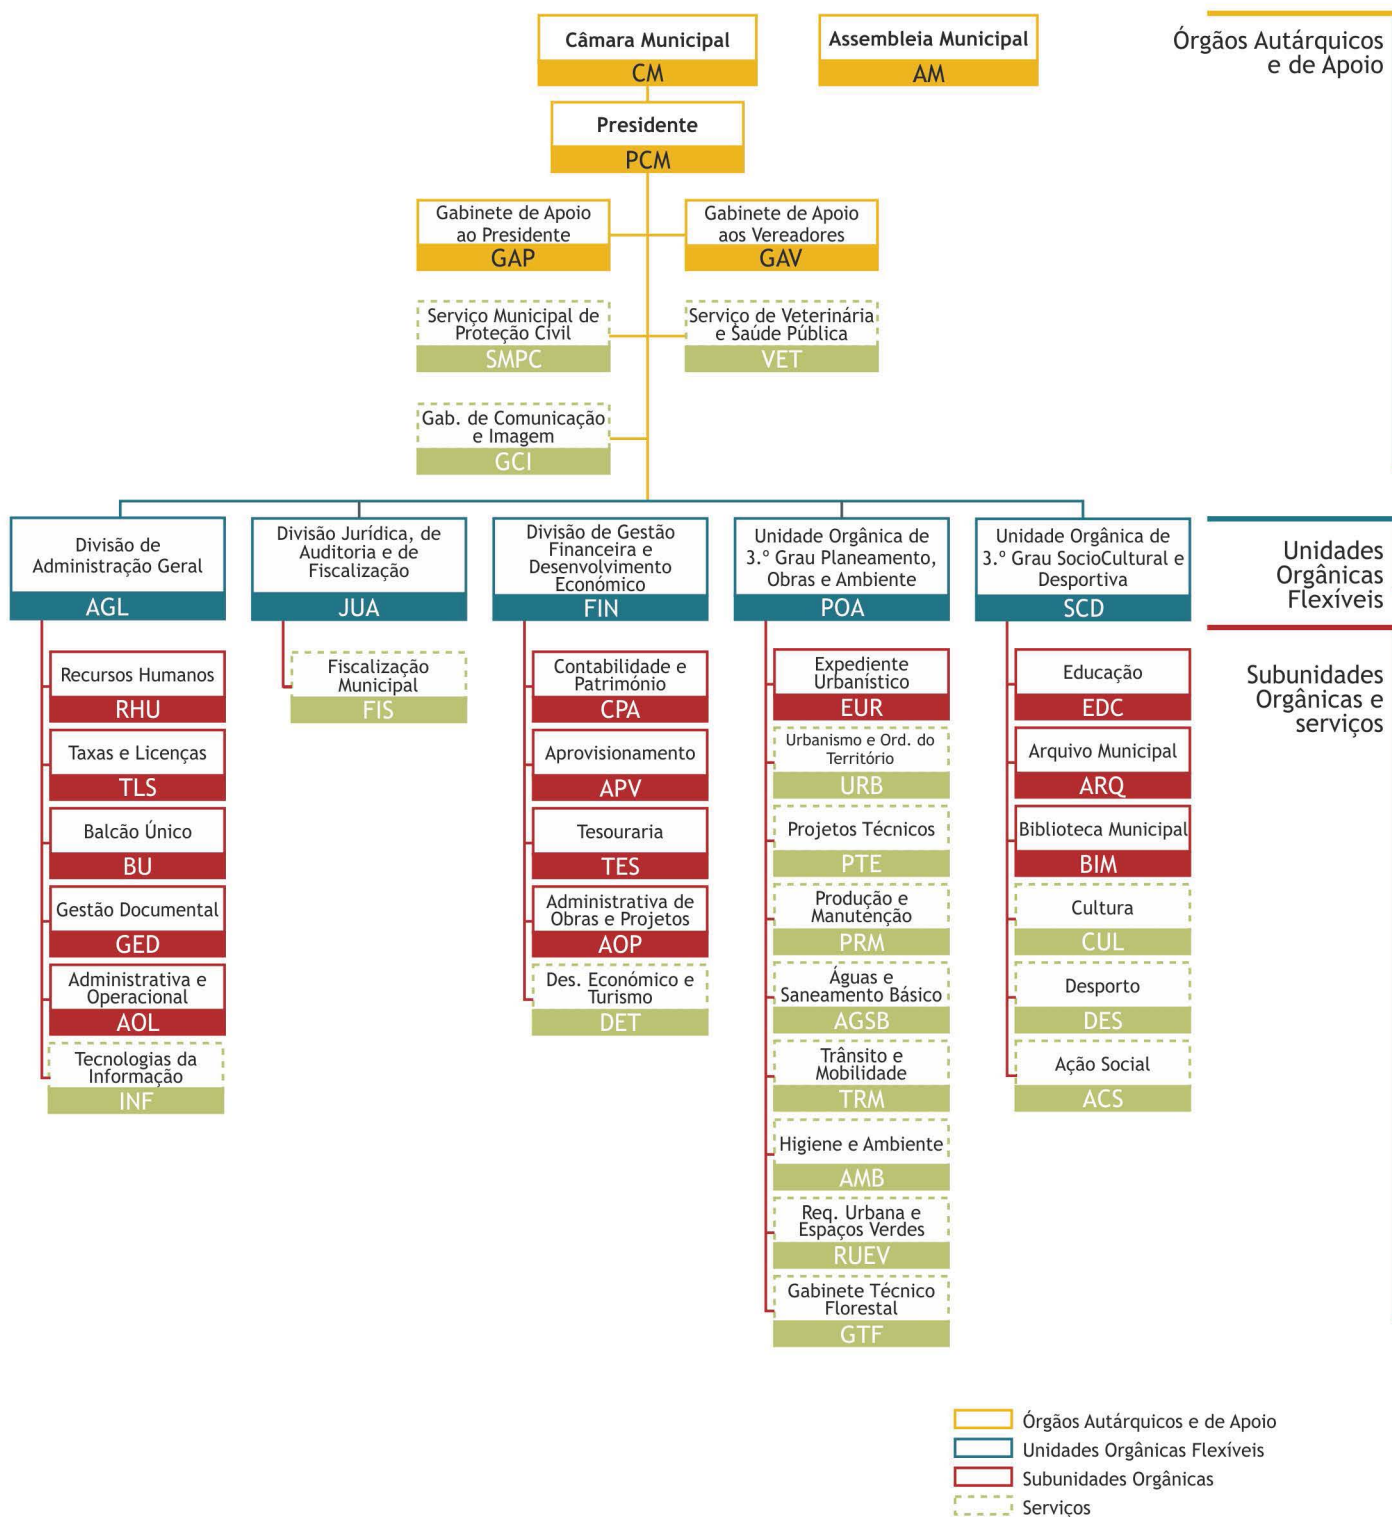 Câmara Municipal
CM
Assembleia Municipal
AM
Órgãos Autárquicos
e de Apoio
Presidente
PCM
Gabinete de Apoio
ao Presidente
GAP
Gabinete de Apoio
aos Vereadores
GAV
Serviço Municipal de
Proteção Civil
SMPC
Serviço de Veterinária
e Saúde Pública
VET
Gab. de Comunicação
e Imagem
GCI
Divisão de
Administração Geral
AGL
Divisão Jurídica, de
Auditoria e de
Fiscalização
JUA
Divisão de Gestão
Financeira e
Desenvolvimento
Económico
FIN
Unidade Orgânica de
3.º Grau Planeamento,
Obras e Ambiente
POA
Unidade Orgânica de
3.º Grau SocioCultural e
Desportiva
SCD
Unidades
Orgânicas
Flexíveis
Recursos Humanos
RHU
Taxas e Licenças
TLS
Balcão Único
BU
Gestão Documental
GED
Administrativa e
Operacional
AOL
Tecnologias da
Informação
INF
Fiscalização
Municipal
FIS
Contabilidade e
Património
CPA
Aprovisionamento
APV
Tesouraria
TES
Administrativa de
Obras e Projetos
AOP
Des. Económico e
Turismo
DET
Expediente
Urbanístico
EUR
Urbanismo e Ord. do
Território
URB
Projetos Técnicos
PTE
Produção e
Manutenção
PRM
Águas e
Saneamento Básico
AGSB
Trânsito e
Mobilidade
TRM
Higiene e Ambiente
AMB
Req. Urbana e
Espaços Verdes
RUEV
Gabinete Técnico
Florestal
GTF
Educação
EDC
Arquivo Municipal
ARQ
Biblioteca Municipal
BIM
Cultura
CUL
Desporto
DES
Ação Social
ACS
Subunidades
Orgânicas e
serviços
Órgãos Autárquicos e de Apoio
Unidades Orgânicas Flexíveis
Subunidades Orgânicas
Serviços